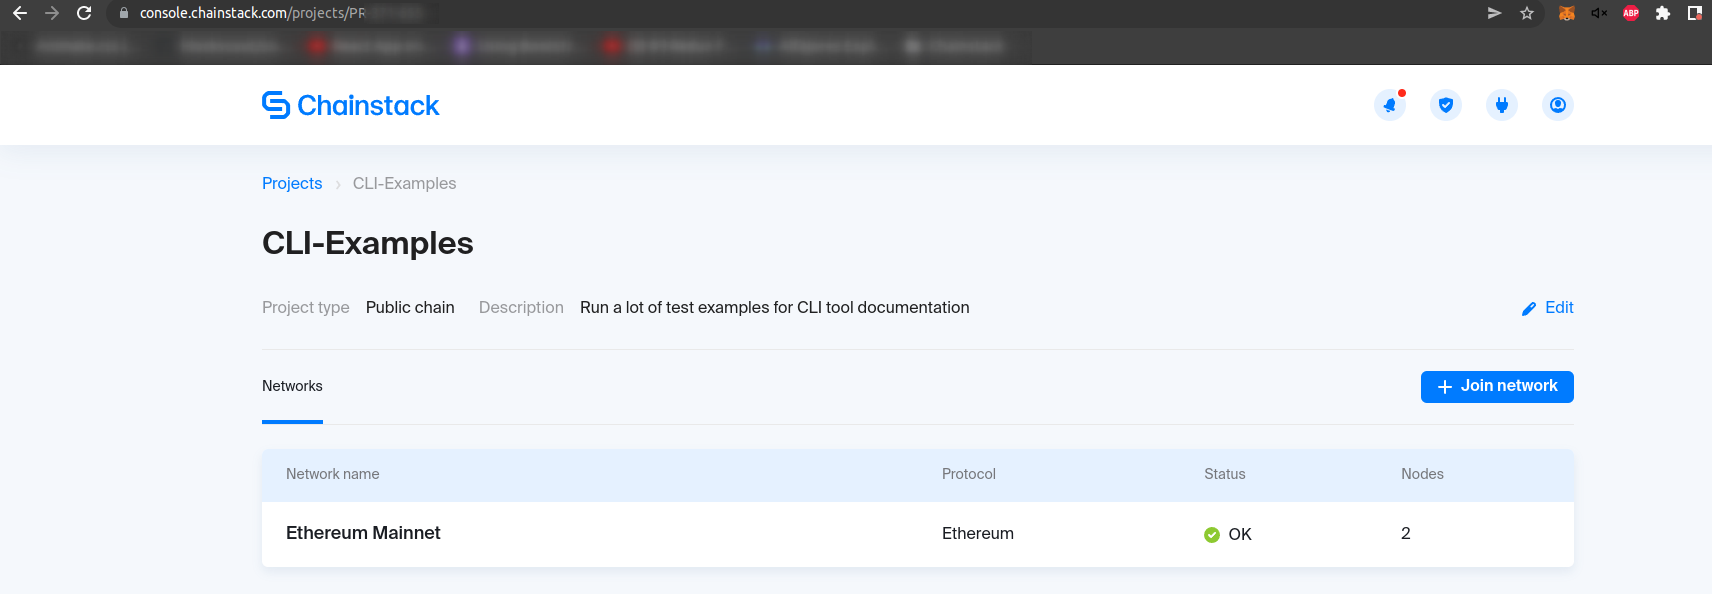 console.chainstack.com/projects/PR
ABP
Chainstack
Projects › CLI-Examples
CLI-Examples
Project type Public chain Description Run a lot of test examples for CLI tool documentation Edit
Networks + Join network
Network name Protocol Status Nodes
Ethereum Mainnet Ethereum OK 2